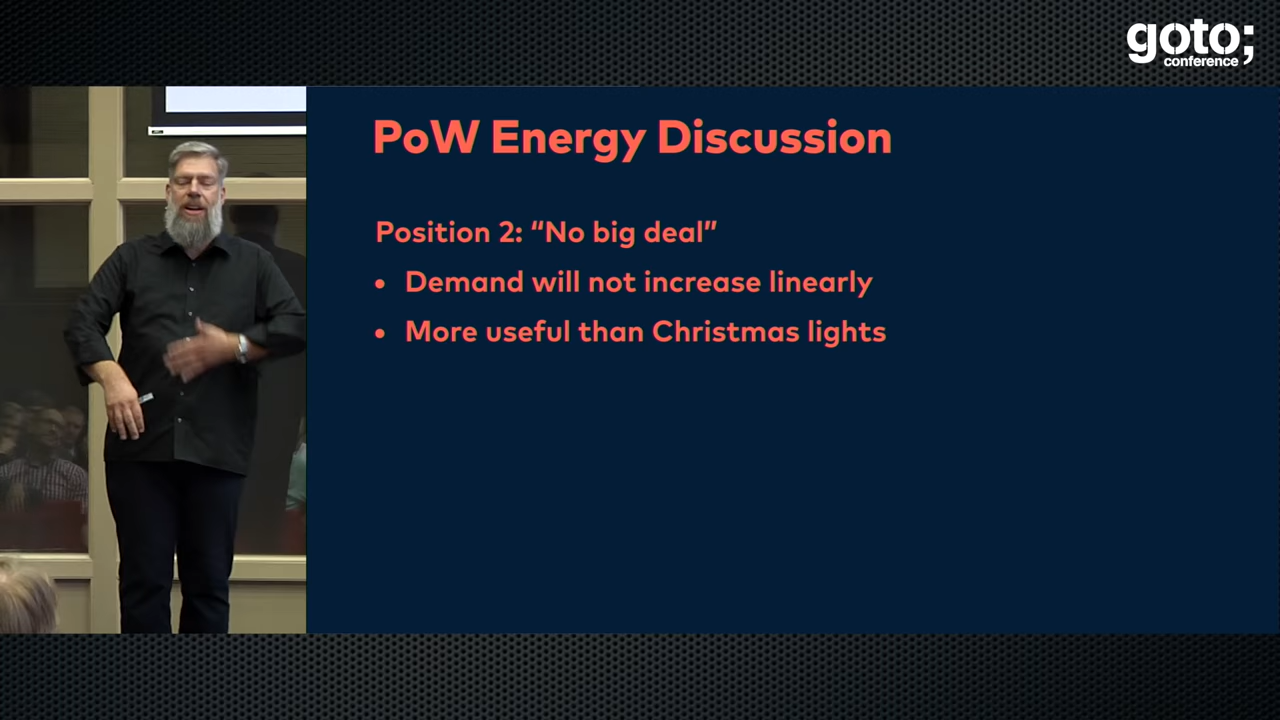 goto;
conference
PoW Energy Discussion
Position 2: “No big deal”
• Demand will not increase linearly
• More useful than Christmas lights